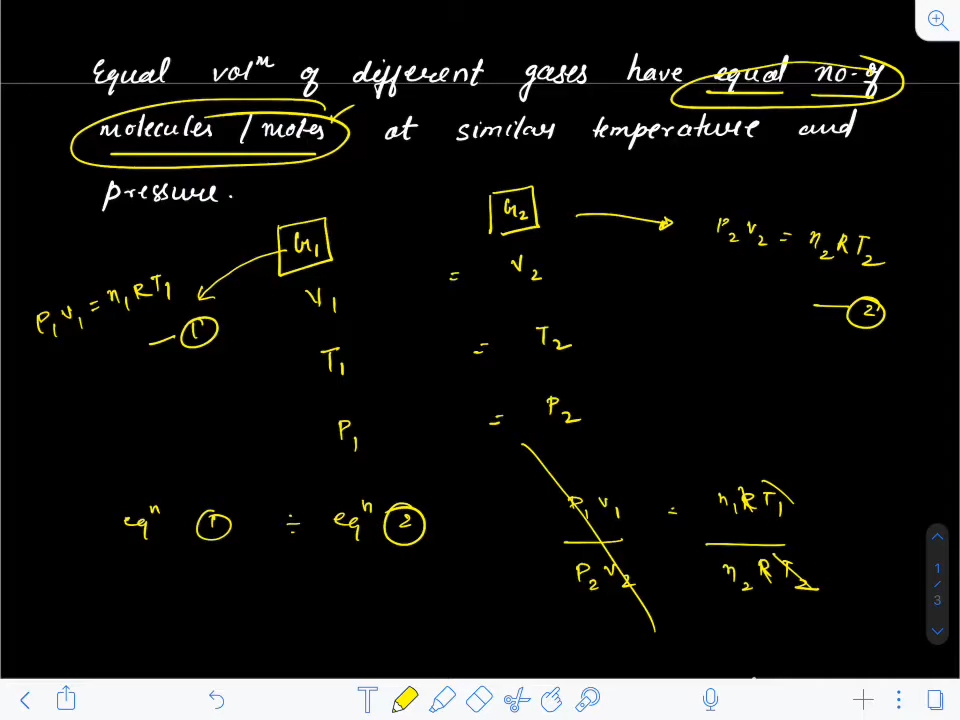 Equal volᵐ of different gases have equal no. of
molecules / moles at similar temperature and
pressure.
G₁
G₂
P₂V₂ = n₂RT₂
— ②
P₁V₁ = n₁RT₁
— ①
V₁ = V₂
T₁ = T₂
P₁ = P₂
eqⁿ ① ÷ eqⁿ ②
P₁V₁ = n₁RT₁
P₂V₂ n₂RT₂
1
/
3
T